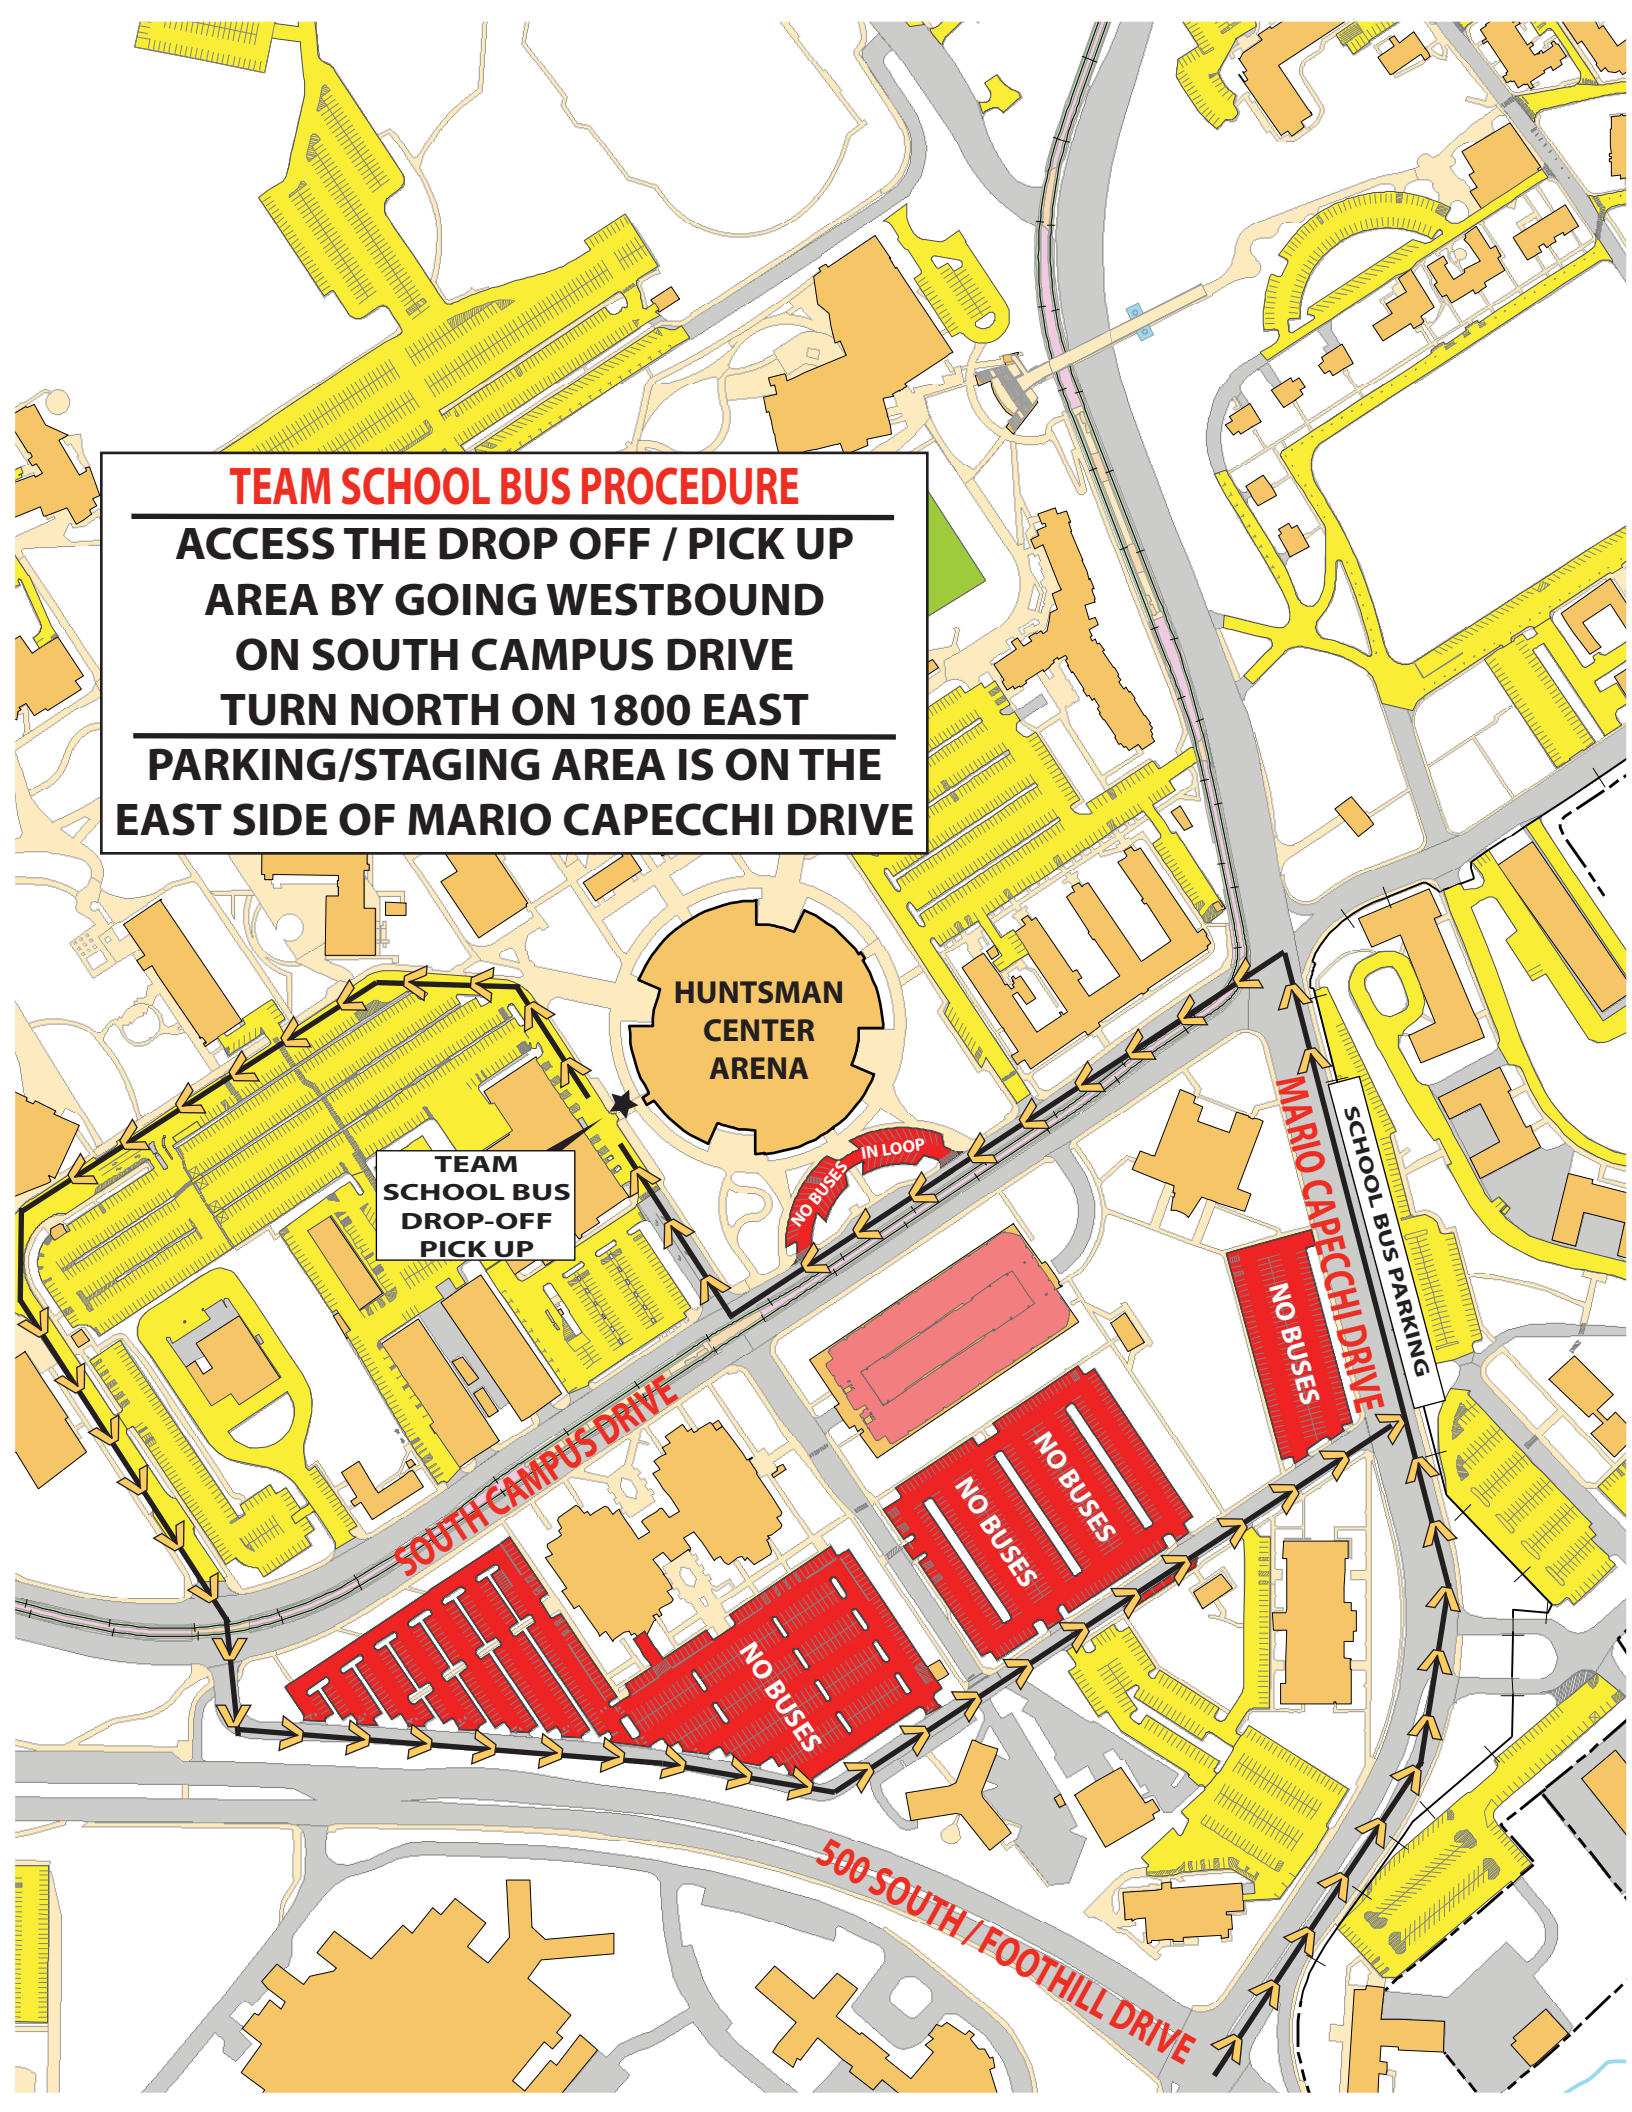 TEAM SCHOOL BUS PROCEDURE
ACCESS THE DROP OFF / PICK UP
AREA BY GOING WESTBOUND
ON SOUTH CAMPUS DRIVE
TURN NORTH ON 1800 EAST
PARKING/STAGING AREA IS ON THE
EAST SIDE OF MARIO CAPECCHI DRIVE
HUNTSMAN
CENTER
ARENA
TEAM
SCHOOL BUS
DROP-OFF
PICK UP
NO BUSES
IN LOOP
MARIO CAPECCHI DRIVE
SCHOOL BUS PARKING
NO BUSES
SOUTH CAMPUS DRIVE
NO BUSES
NO BUSES
NO BUSES
500 SOUTH / FOOTHILL DRIVE